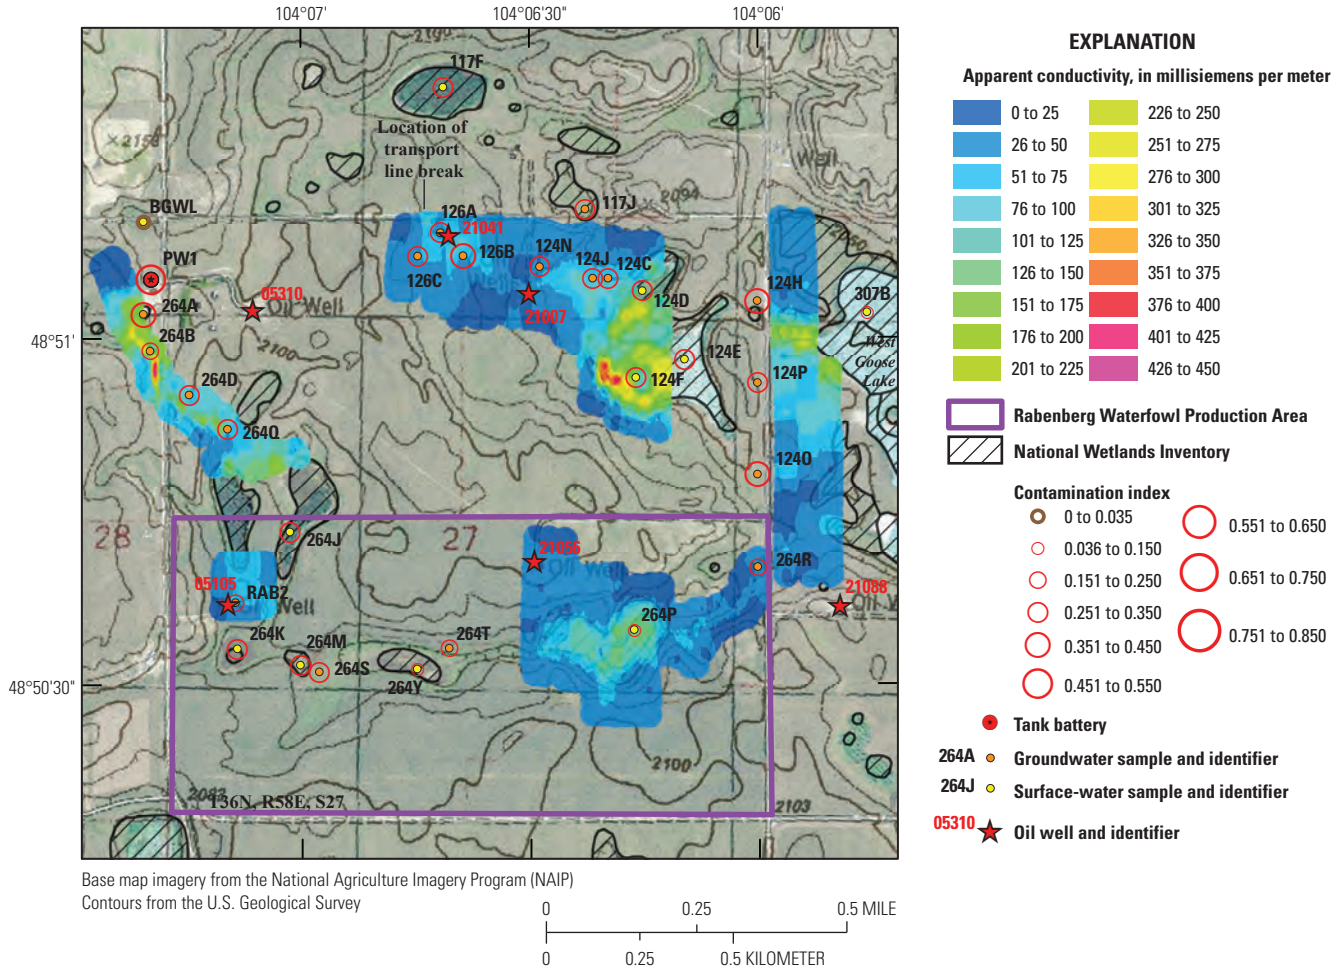 104°07' 104°06'30" 104°06'
117F
Location of
transport
line break
2094
Well
117J
BGWL
126A
21041
PW1
126B
126C
124N
124J
124C
124D
124H
307B
264A
05310
Oil Well
21007
264B
48°51'
2100
124E
West
Goose
Lake
264D
124F
124P
264Q
124O
28
27
264J
21056
Oil Well
264R
05105
RAB2
Well
21088
Oil
264P
264K
264M
264T
264S
264Y
48°50'30"
2100
2103
T36N, R58E, S27
EXPLANATION
Apparent conductivity, in millisiemens per meter
0 to 25 226 to 250
26 to 50 251 to 275
51 to 75 276 to 300
76 to 100 301 to 325
101 to 125 326 to 350
126 to 150 351 to 375
151 to 175 376 to 400
176 to 200 401 to 425
201 to 225 426 to 450
Rabenberg Waterfowl Production Area
National Wetlands Inventory
Contamination index
0 to 0.035 0.551 to 0.650
0.036 to 0.150
0.151 to 0.250 0.651 to 0.750
0.251 to 0.350
0.351 to 0.450 0.751 to 0.850
0.451 to 0.550
Tank battery
264A Groundwater sample and identifier
264J Surface-water sample and identifier
05310 Oil well and identifier
Base map imagery from the National Agriculture Imagery Program (NAIP)
Contours from the U.S. Geological Survey
0 0.25 0.5 MILE
0 0.25 0.5 KILOMETER